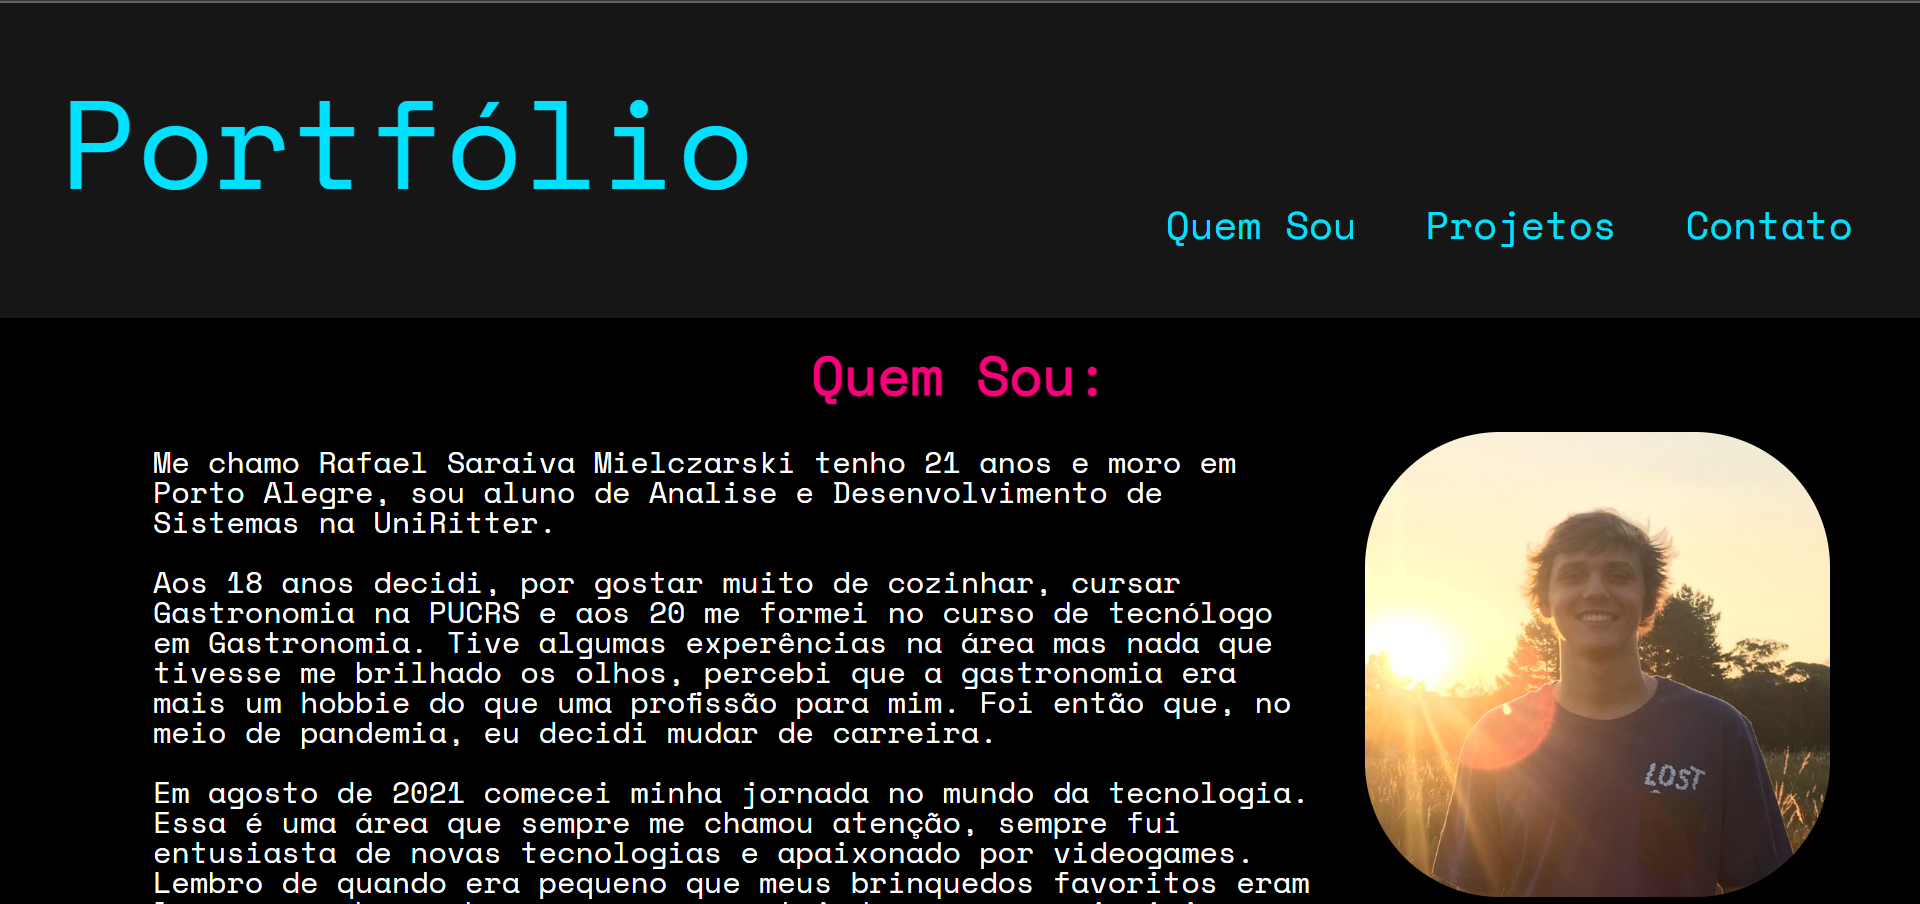 Portfólio
Quem Sou Projetos Contato
Quem Sou:
Me chamo Rafael Saraiva Mielczarski tenho 21 anos e moro em
Porto Alegre, sou aluno de Analise e Desenvolvimento de
Sistemas na UniRitter.
Aos 18 anos decidi, por gostar muito de cozinhar, cursar
Gastronomia na PUCRS e aos 20 me formei no curso de tecnólogo
em Gastronomia. Tive algumas experências na área mas nada que
tivesse me brilhado os olhos, percebi que a gastronomia era
mais um hobbie do que uma profissão para mim. Foi então que, no
meio de pandemia, eu decidi mudar de carreira.
Em agosto de 2021 comecei minha jornada no mundo da tecnologia.
Essa é uma área que sempre me chamou atenção, sempre fui
entusiasta de novas tecnologias e apaixonado por videogames.
Lembro de quando era pequeno que meus brinquedos favoritos eram
LOST